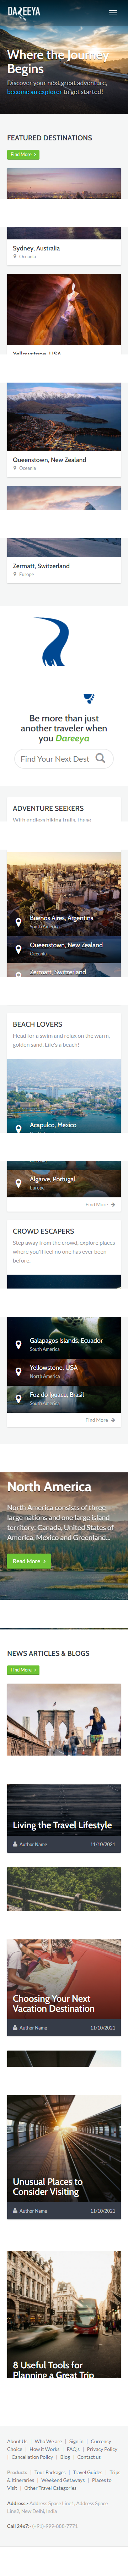 DAREEYA
Where the Journey
Begins
Discover your next great adventure,
become an explorer to get started!
FEATURED DESTINATIONS
Find More
Sydney, Australia
Oceania
Yellowstone, USA
Queenstown, New Zealand
Oceania
Zermatt, Switzerland
Europe
Be more than just
another traveler when
you Dareeya
Find Your Next Desti
ADVENTURE SEEKERS
With endless hiking trails, these
Buenos Aires, Argentina
South America
Queenstown, New Zealand
Oceania
Zermatt, Switzerland
BEACH LOVERS
Head for a swim and relax on the warm,
golden sand. Life's a beach!
Acapulco, Mexico
Algarve, Portugal
Europe
Find More
CROWD ESCAPERS
Step away from the crowd, explore places
where you'll feel no one has ever been
before.
Galapagos Islands, Ecuador
South America
Yellowstone, USA
North America
Foz do Iguacu, Brasil
South America
Find More
North America
North America consists of three
large nations and one large island
territory: Canada, United States of
America, Mexico and Greenland...
Read More
NEWS ARTICLES & BLOGS
Find More
Living the Travel Lifestyle
Author Name 11/10/2021
Choosing Your Next
Vacation Destination
Author Name 11/10/2021
Unusual Places to
Consider Visiting
Author Name 11/10/2021
8 Useful Tools for
Planning a Great Trip
About Us | Who We are | Sign in | Currency
Choice | How it Works | FAQ's | Privacy Policy
| Cancellation Policy | Blog | Contact us
Products | Tour Packages | Travel Guides | Trips
& Itineraries | Weekend Getaways | Places to
Visit | Other Travel Categories
Address:- Address Space Line1, Address Space
Line2, New Delhi, India
Call 24x7:- (+91)-999-888-7771